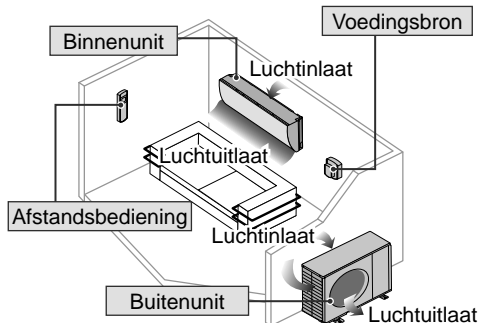 Voedingsbron
Binnenunit
Luchtinlaat
Luchtuitlaat
Afstandsbediening
Luchtinlaat
Buitenunit
Luchtuitlaat